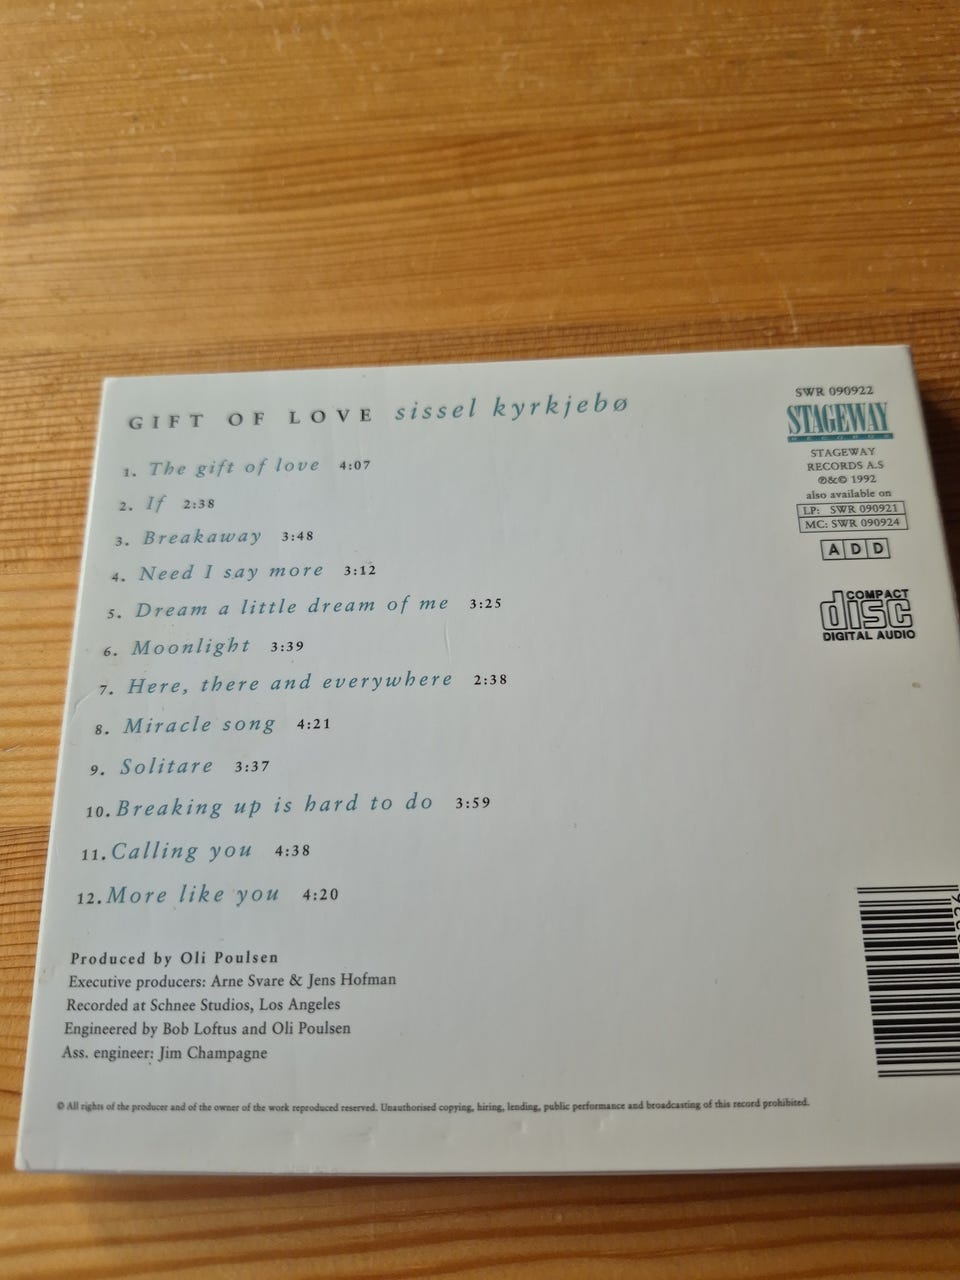 GIFT OF LOVE sissel kyrkjebø
1. The gift of love 4:07
2. If 2:38
3. Breakaway 3:48
4. Need I say more 3:12
5. Dream a little dream of me 3:25
6. Moonlight 3:39
7. Here, there and everywhere 2:38
8. Miracle song 4:21
9. Solitare 3:37
10. Breaking up is hard to do 3:59
11. Calling you 4:38
12. More like you 4:20
Produced by Oli Poulsen
Executive producers: Arne Svare & Jens Hofman
Recorded at Schnee Studios, Los Angeles
Engineered by Bob Loftus and Oli Poulsen
Ass. engineer: Jim Champagne
© All rights of the producer and of the owner of the work reproduced reserved. Unauthorised copying, hiring, lending, public performance and broadcasting of this record prohibited.
SWR 090922
STAGEWAY
RECORDS
STAGEWAY
RECORDS A.S
℗&© 1992
also available on
LP: SWR 090921
MC: SWR 090924
ADD
COMPACT
disc
DIGITAL AUDIO